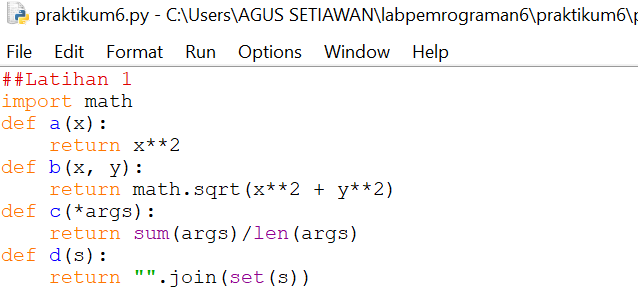 praktikum6.py - C:\Users\AGUS SETIAWAN\labpemrograman6\praktikum6\p
File Edit Format Run Options Window Help
##Latihan 1
import math
def a(x):
    return x**2
def b(x, y):
    return math.sqrt(x**2 + y**2)
def c(*args):
    return sum(args)/len(args)
def d(s):
    return "".join(set(s))